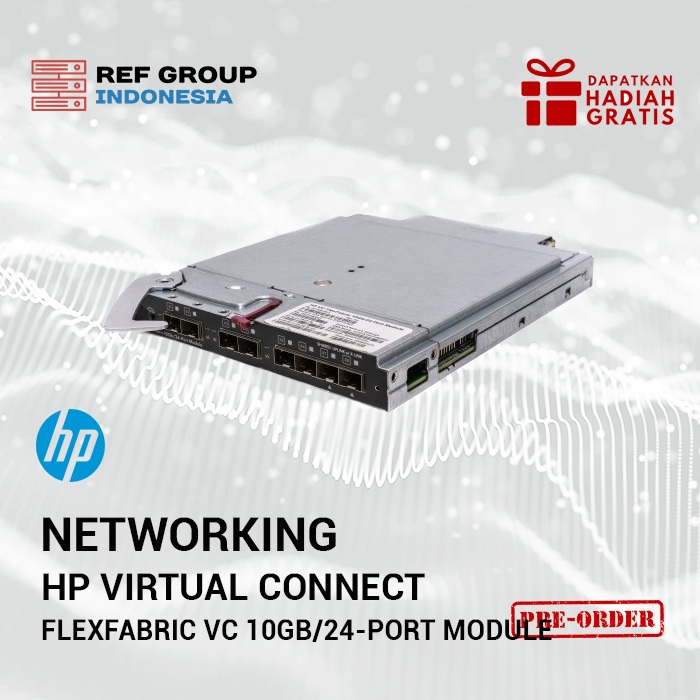 REF GROUP
INDONESIA
DAPATKAN
HADIAH
GRATIS
hp
NETWORKING
HP VIRTUAL CONNECT
FLEXFABRIC VC 10GB/24-PORT MODULE
PRE-ORDER